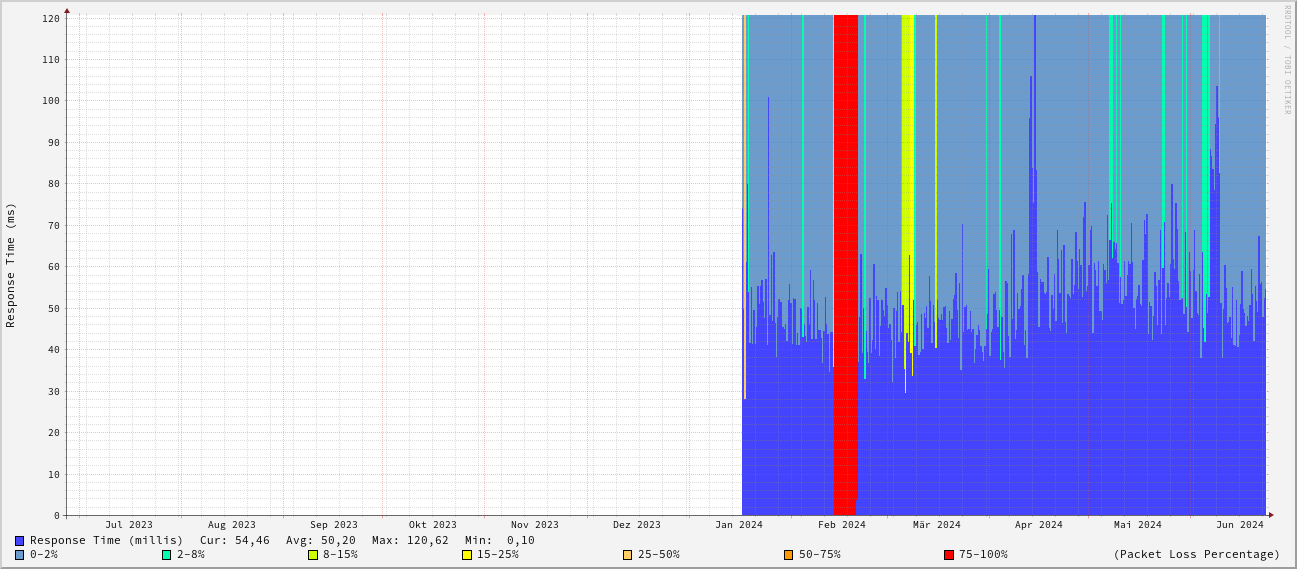 RRDTOOL / TOBI OETIKER
Response Time (ms)
120
110
100
90
80
70
60
50
40
30
20
10
0
Jul 2023 Aug 2023 Sep 2023 Okt 2023 Nov 2023 Dez 2023 Jan 2024 Feb 2024 Mär 2024 Apr 2024 Mai 2024 Jun 2024
Response Time (millis) Cur: 54,46 Avg: 50,20 Max: 120,62 Min: 0,10
0-2% 2-8% 8-15% 15-25% 25-50% 50-75% 75-100% (Packet Loss Percentage)